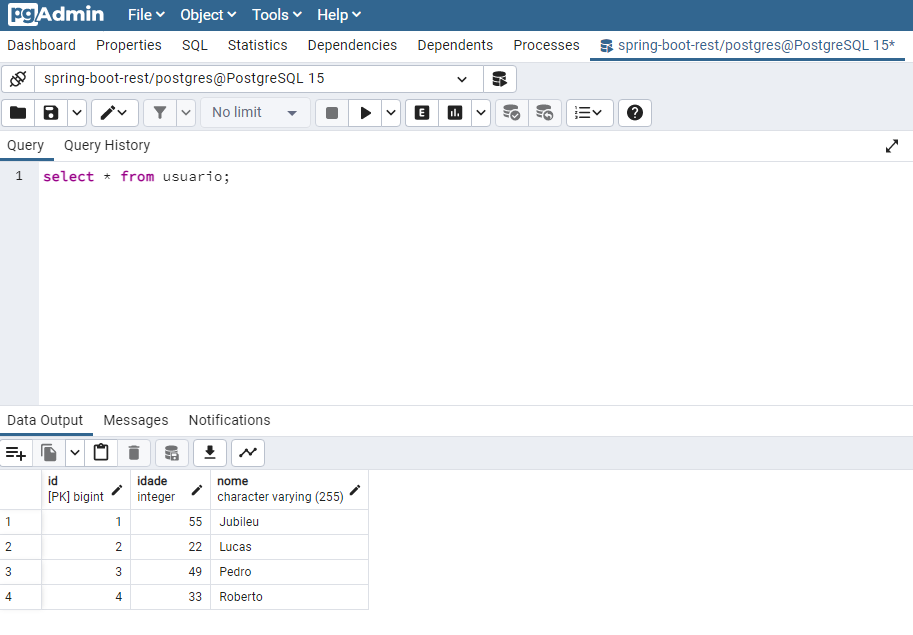 pgAdmin File Object Tools Help
Dashboard Properties SQL Statistics Dependencies Dependents Processes spring-boot-rest/postgres@PostgreSQL 15*
spring-boot-rest/postgres@PostgreSQL 15
No limit E
Query Query History
1 select * from usuario;
Data Output Messages Notifications
id idade nome
[PK] bigint integer character varying (255)
1 1 55 Jubileu
2 2 22 Lucas
3 3 49 Pedro
4 4 33 Roberto